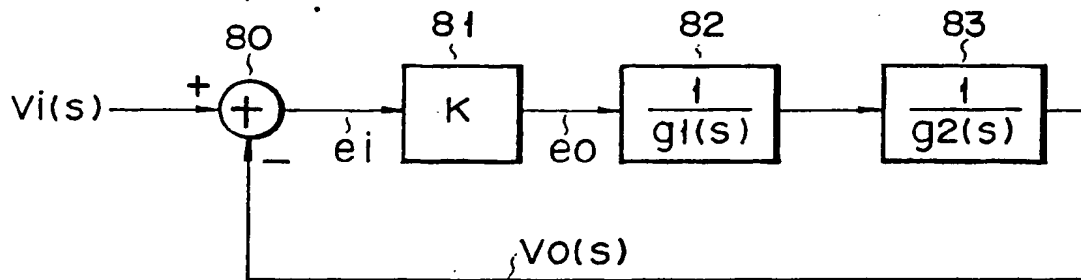 80
81
82
83
Vi(s)
+
+
−
ei
K
eo
1
g1(s)
1
g2(s)
Vo(s)